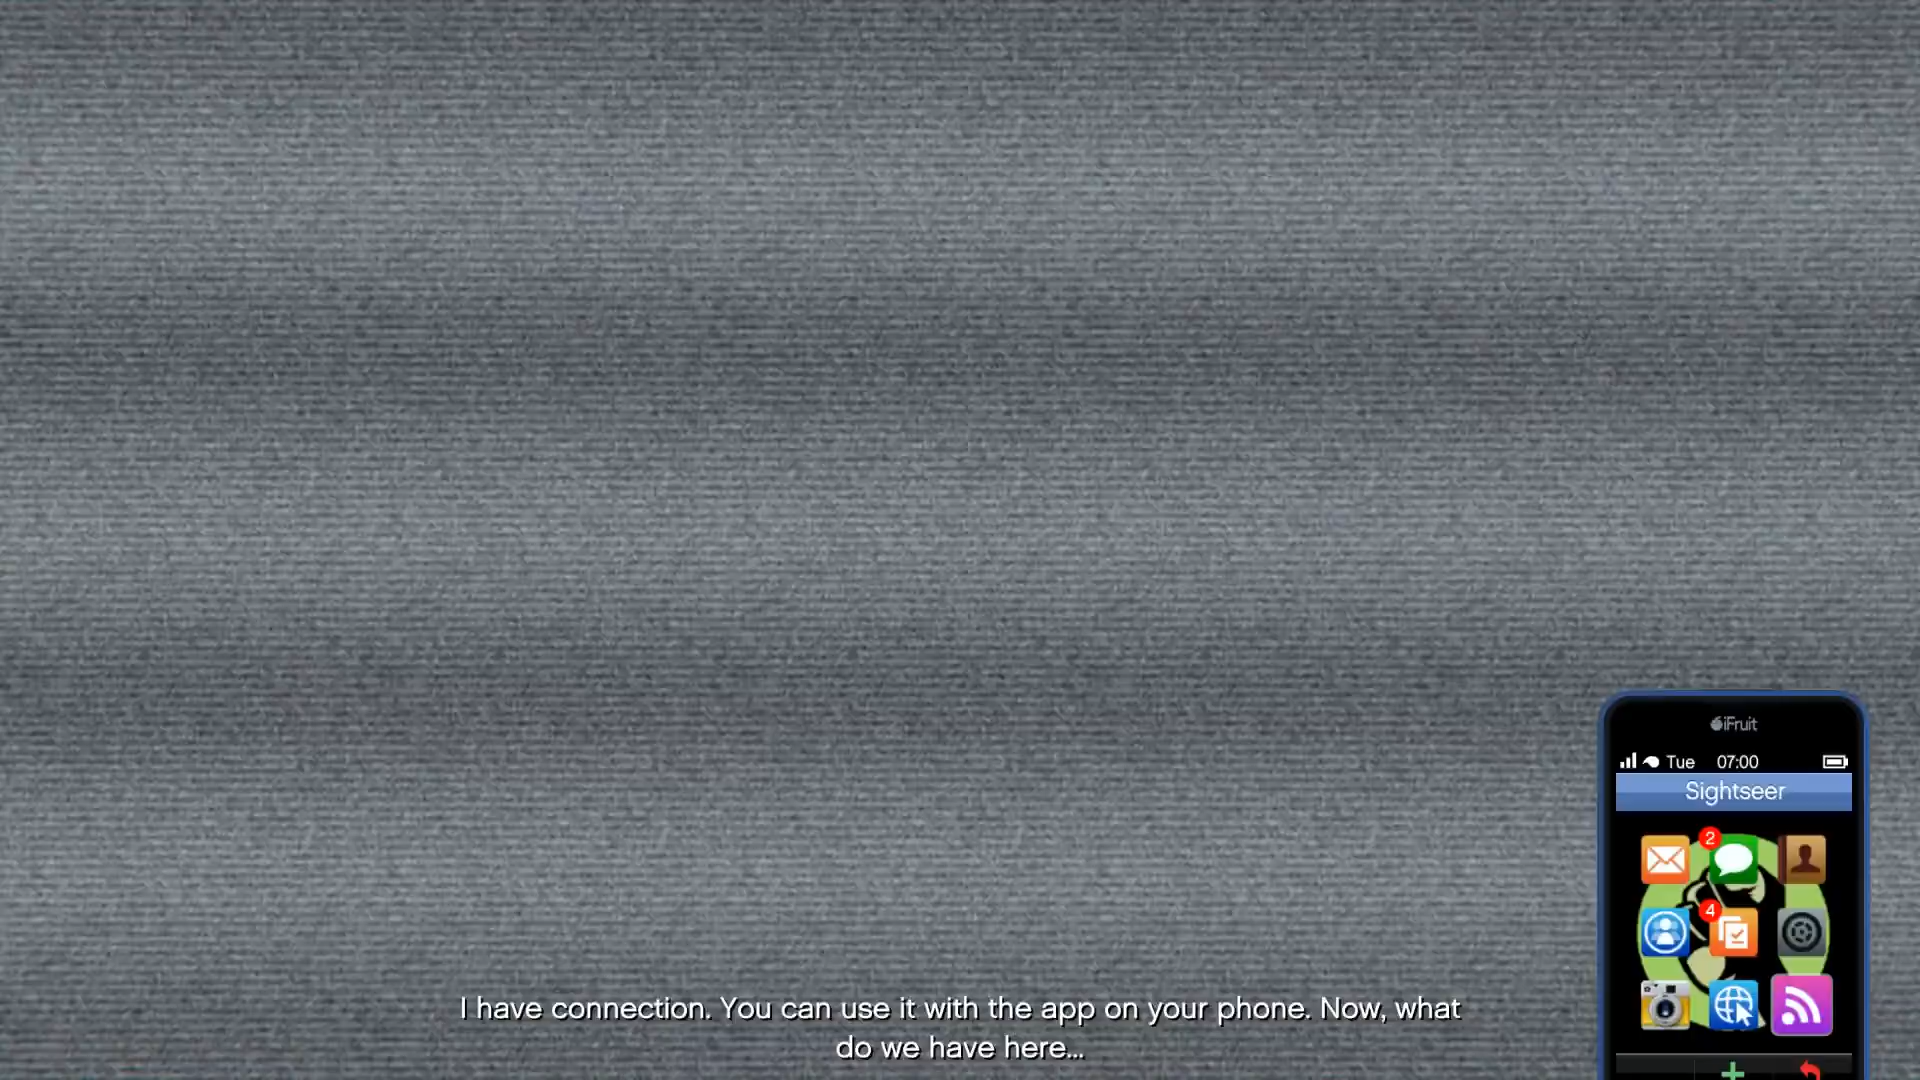 iFruit
Tue 07:00
Sightseer
2
4
I have connection. You can use it with the app on your phone. Now, what
do we have here...